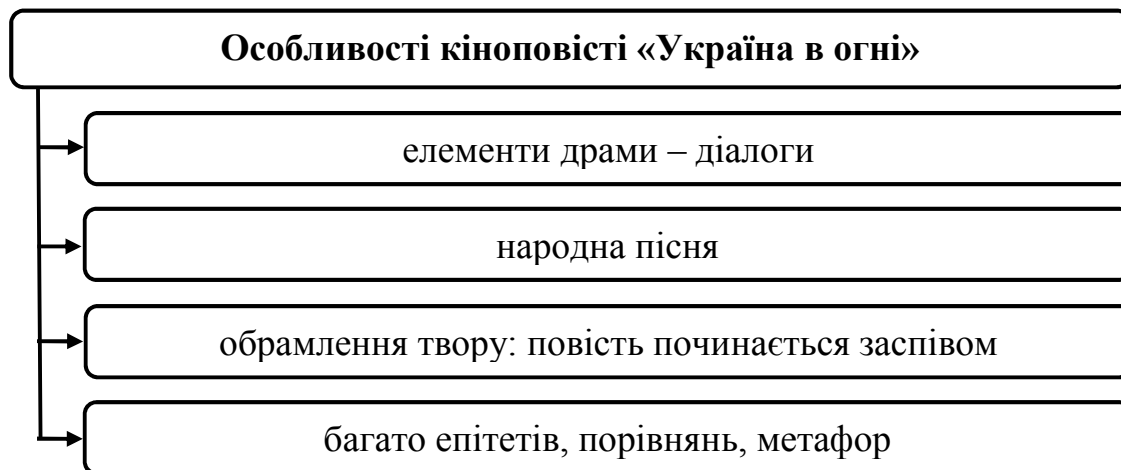 Особливості кіноповісті «Україна в огні»
елементи драми – діалоги
народна пісня
обрамлення твору: повість починається заспівом
багато епітетів, порівнянь, метафор